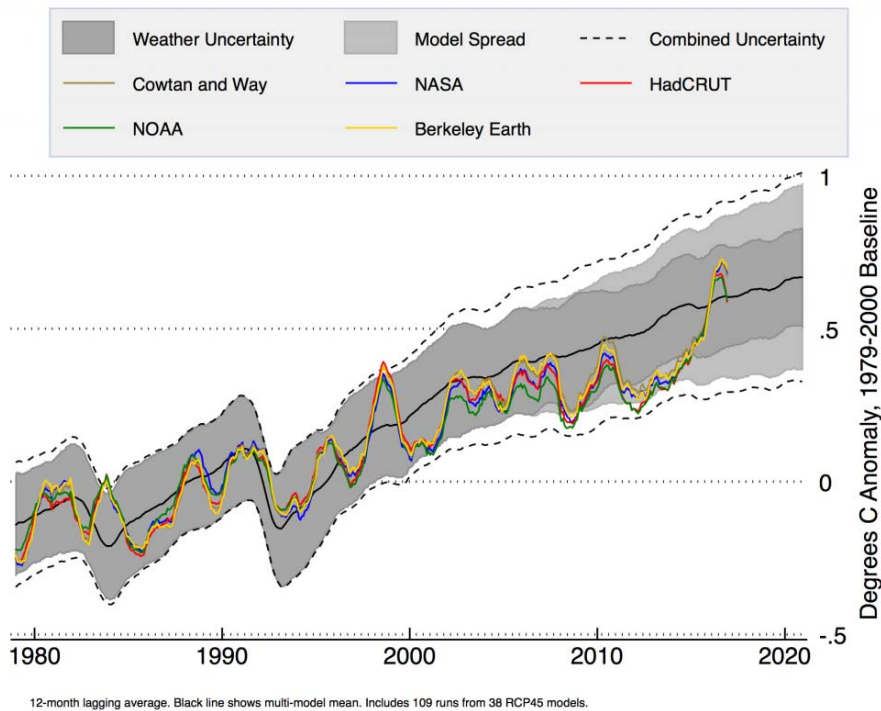 Weather Uncertainty Model Spread Combined Uncertainty
Cowtan and Way NASA HadCRUT
NOAA Berkeley Earth
1
.5
0
-.5
Degrees C Anomaly, 1979-2000 Baseline
1980 1990 2000 2010 2020
12-month lagging average. Black line shows multi-model mean. Includes 109 runs from 38 RCP45 models.